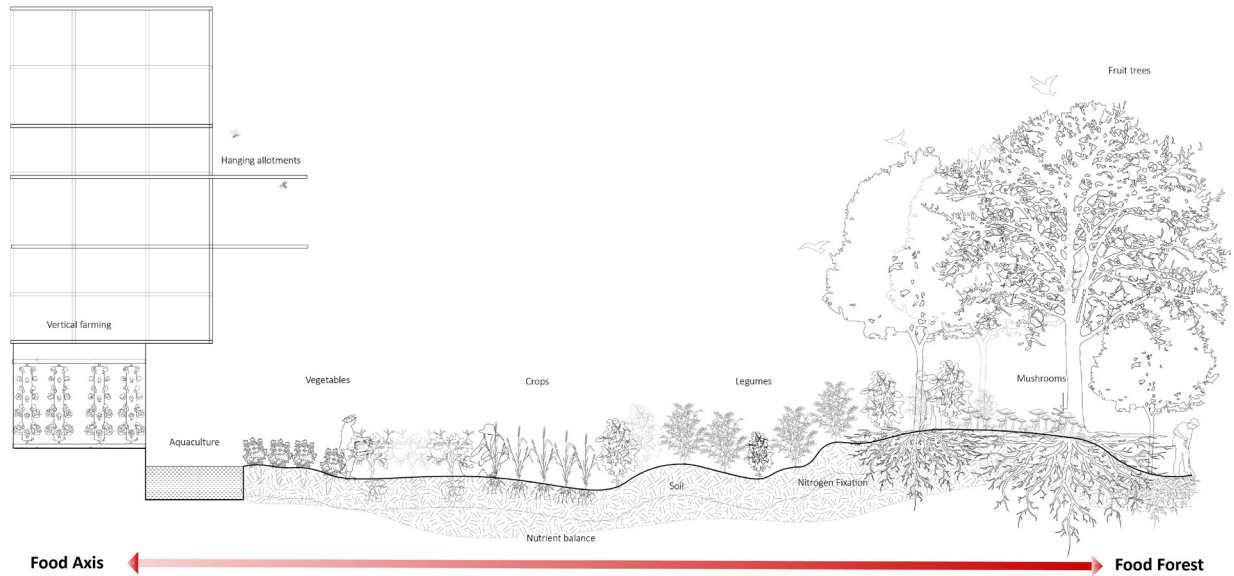 Fruit trees
Hanging allotments
Vertical farming
Vegetables
Crops
Legumes
Mushrooms
Aquaculture
Soil
Nitrogen Fixation
Nutrient balance
Food Axis
Food Forest